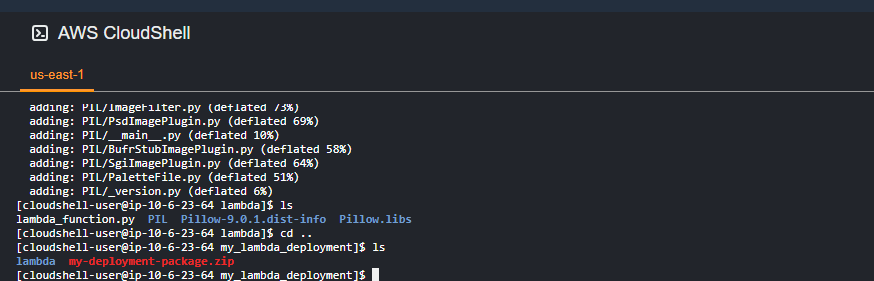 AWS CloudShell
us-east-1
adding: PIL/ImageFilter.py (deflated 73%)
adding: PIL/PsdImagePlugin.py (deflated 69%)
adding: PIL/__main__.py (deflated 10%)
adding: PIL/BufrStubImagePlugin.py (deflated 58%)
adding: PIL/SgiImagePlugin.py (deflated 64%)
adding: PIL/PaletteFile.py (deflated 51%)
adding: PIL/_version.py (deflated 6%)
[cloudshell-user@ip-10-6-23-64 lambda]$ ls
lambda_function.py  PIL  Pillow-9.0.1.dist-info  Pillow.libs
[cloudshell-user@ip-10-6-23-64 lambda]$ cd ..
[cloudshell-user@ip-10-6-23-64 my_lambda_deployment]$ ls
lambda  my-deployment-package.zip
[cloudshell-user@ip-10-6-23-64 my_lambda_deployment]$